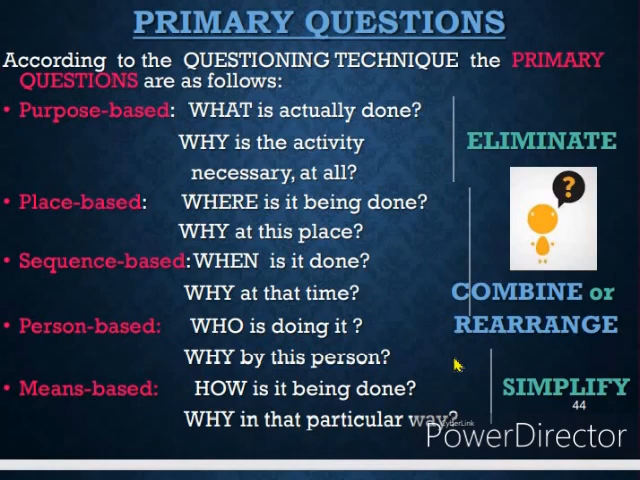 PRIMARY QUESTIONS
According to the QUESTIONING TECHNIQUE the PRIMARY
QUESTIONS are as follows:
• Purpose-based: WHAT is actually done?
WHY is the activity
necessary, at all?
ELIMINATE
?
• Place-based: WHERE is it being done?
WHY at this place?
• Sequence-based: WHEN is it done?
WHY at that time?
COMBINE or
REARRANGE
• Person-based: WHO is doing it ?
WHY by this person?
• Means-based: HOW is it being done?
WHY in that particular way?
SIMPLIFY
44
CyberLink
PowerDirector